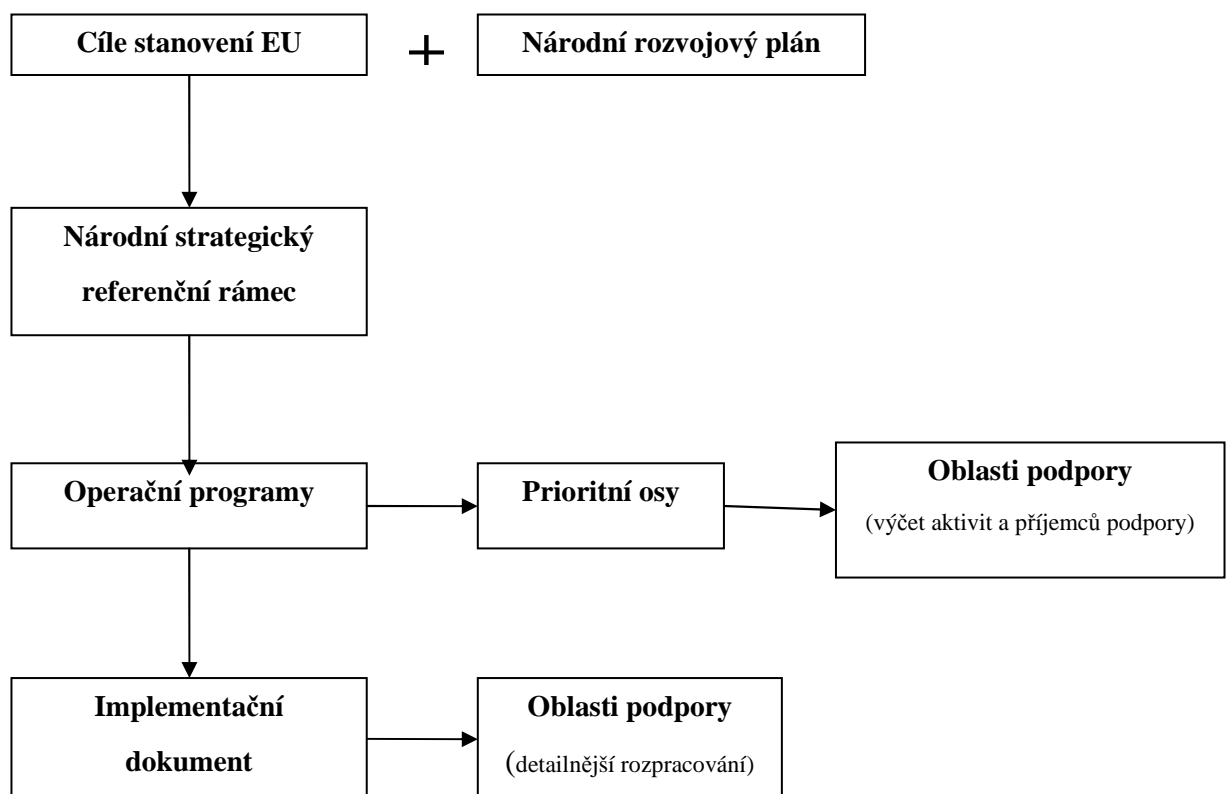 Cíle stanovení EU
+
Národní rozvojový plán
Národní strategický
referenční rámec
Operační programy
Prioritní osy
Oblasti podpory
(výčet aktivit a příjemců podpory)
Implementační
dokument
Oblasti podpory
(detailnější rozpracování)